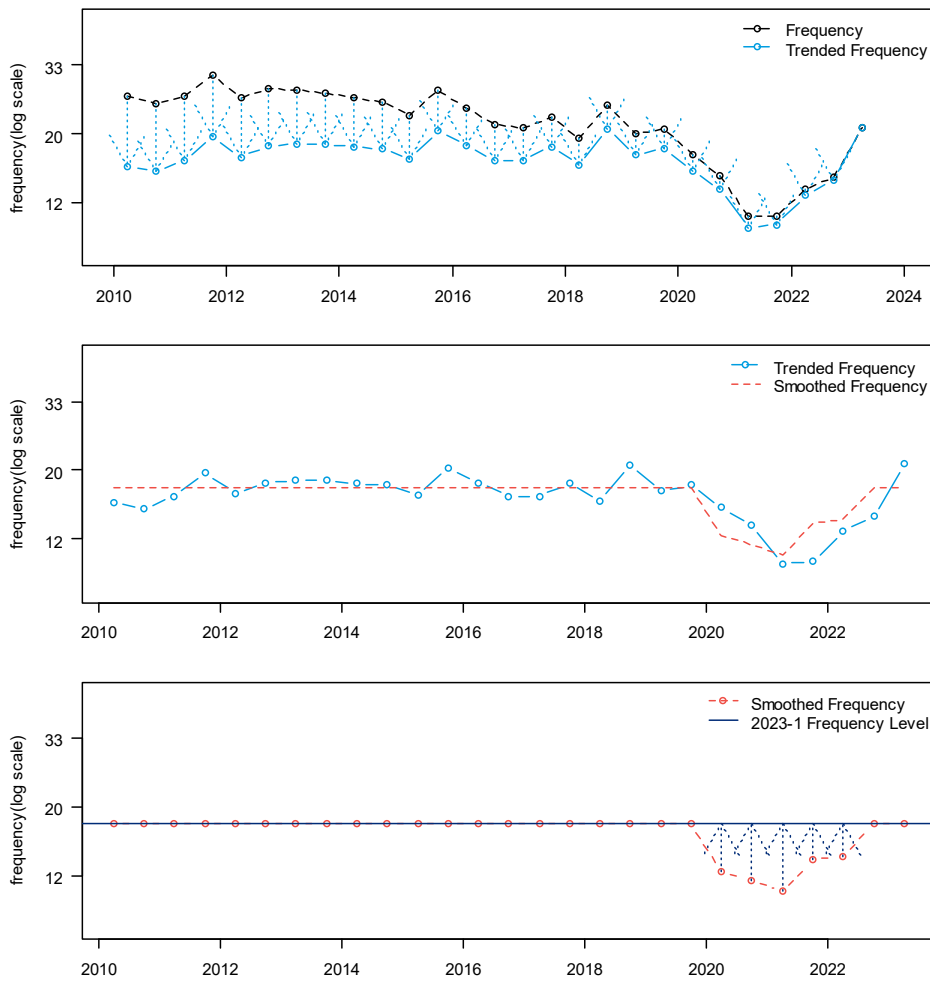 Frequency
Trended Frequency
frequency(log scale)
33
20
12
2010 2012 2014 2016 2018 2020 2022 2024
Trended Frequency
Smoothed Frequency
frequency(log scale)
33
20
12
2010 2012 2014 2016 2018 2020 2022
Smoothed Frequency
2023-1 Frequency Level
frequency(log scale)
33
20
12
2010 2012 2014 2016 2018 2020 2022